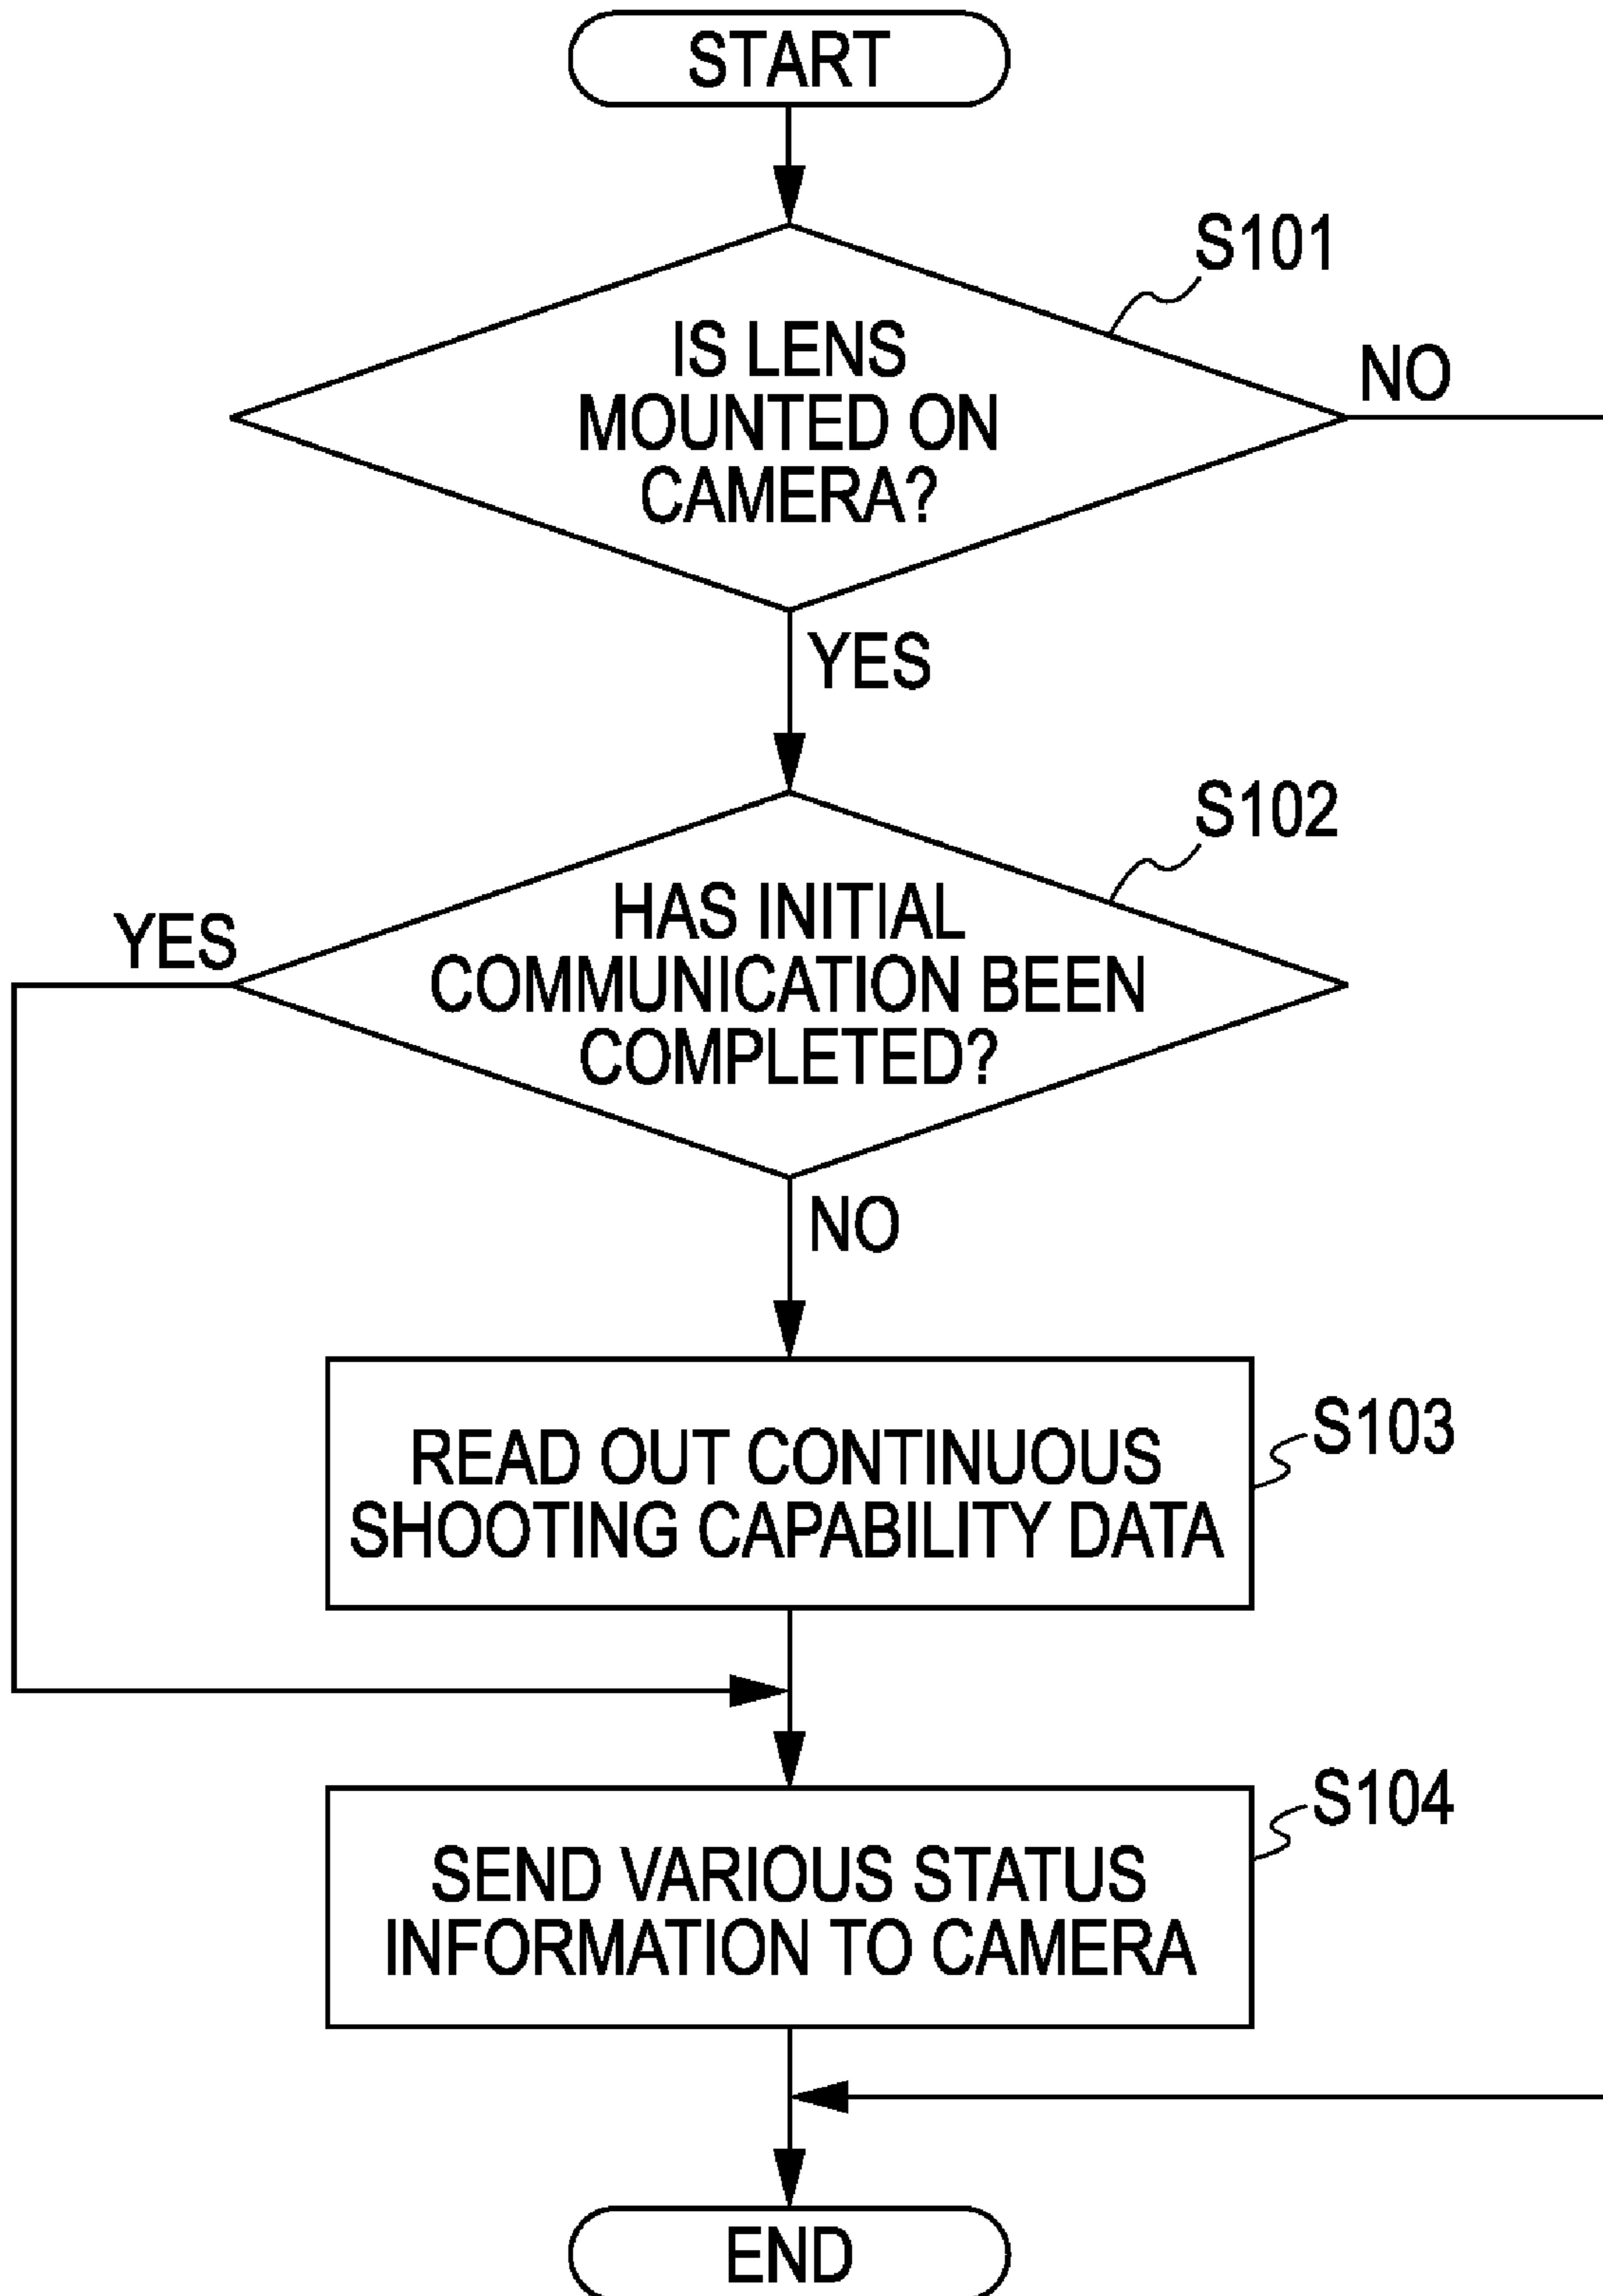 START
S101
IS LENS
MOUNTED ON
CAMERA?
NO
YES
S102
HAS INITIAL
COMMUNICATION BEEN
COMPLETED?
YES
NO
S103
READ OUT CONTINUOUS
SHOOTING CAPABILITY DATA
S104
SEND VARIOUS STATUS
INFORMATION TO CAMERA
END